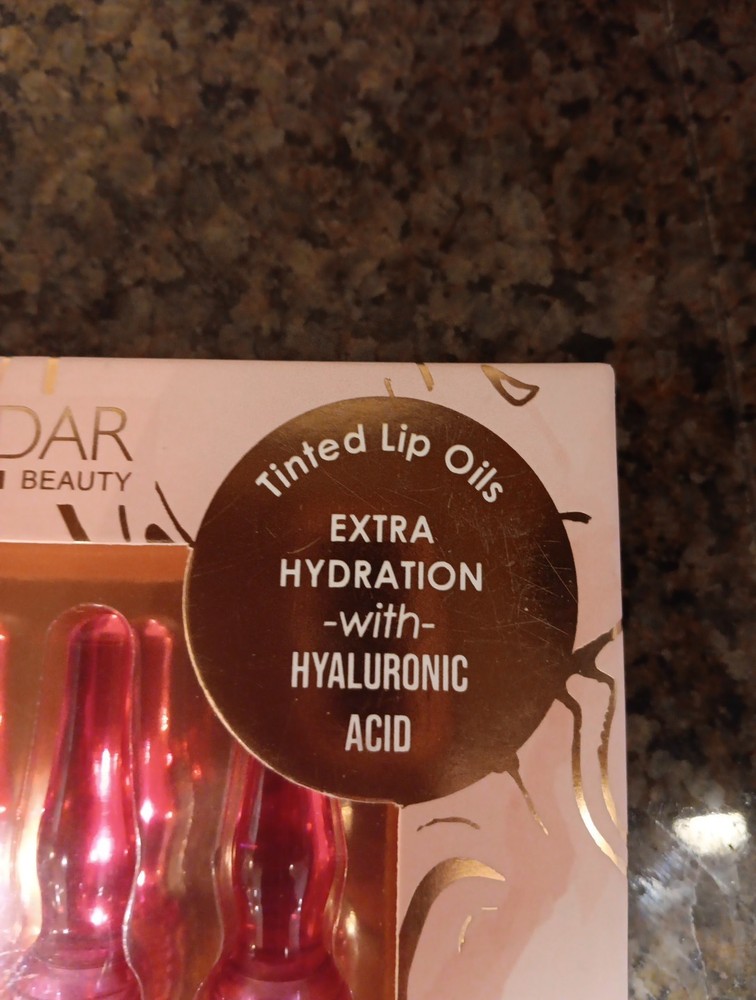 DAR
BEAUTY
Tinted Lip Oils
EXTRA
HYDRATION
-with-
HYALURONIC
ACID